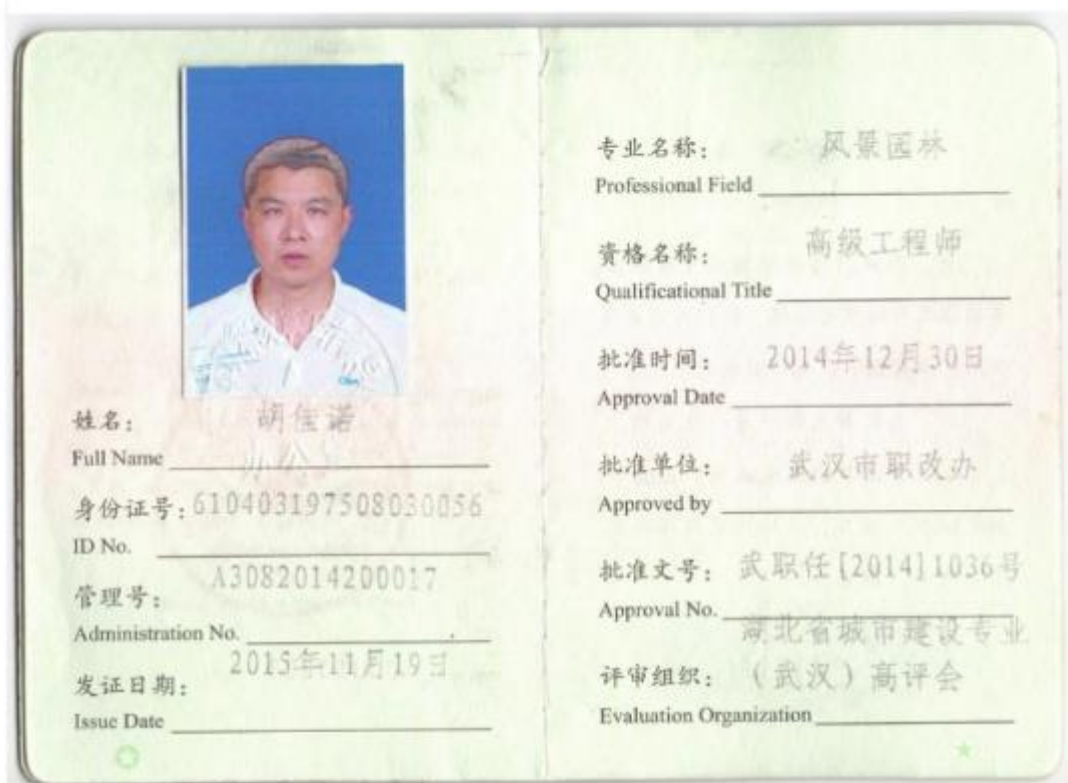 姓名： 胡佳诺
Full Name
身份证号：610403197508030056
ID No.
管理号： A3082014200017
Administration No.
发证日期： 2015年11月19日
Issue Date
专业名称： 风景园林
Professional Field
资格名称： 高级工程师
Qualificational Title
批准时间： 2014年12月30日
Approval Date
批准单位： 武汉市职改办
Approved by
批准文号： 武职任[2014]1036号
Approval No.
湖北省城市建设专业
评审组织： （武汉）高评会
Evaluation Organization